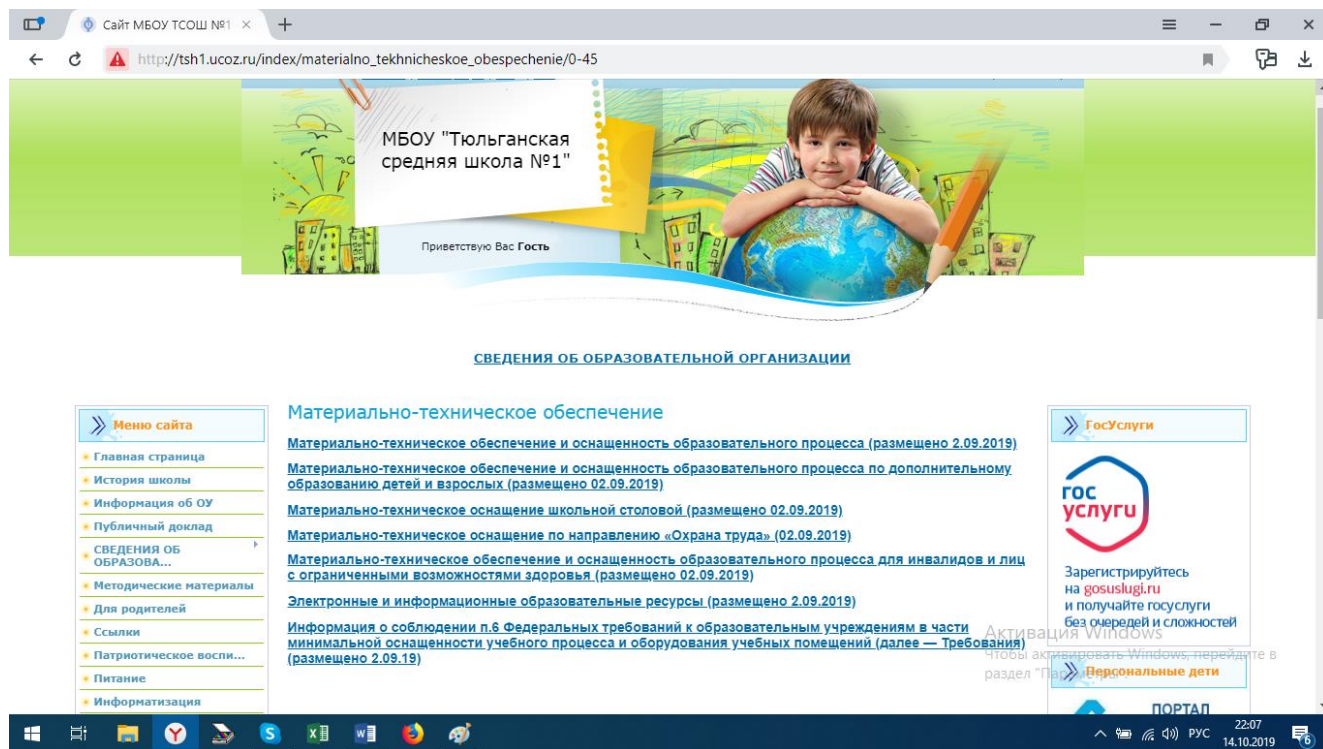 Сайт МБОУ ТСОШ №1
http://tsh1.ucoz.ru/index/materialno_tekhnicheskoe_obespechenie/0-45
МБОУ "Тюльганская
средняя школа №1"
Приветствую Вас Гость
СВЕДЕНИЯ ОБ ОБРАЗОВАТЕЛЬНОЙ ОРГАНИЗАЦИИ
Меню сайта
Главная страница
История школы
Информация об ОУ
Публичный доклад
СВЕДЕНИЯ ОБ
ОБРАЗОВА...
Методические материалы
Для родителей
Ссылки
Патриотическое воспи...
Питание
Информатизация
Материально-техническое обеспечение
Материально-техническое обеспечение и оснащенность образовательного процесса (размещено 2.09.2019)
Материально-техническое обеспечение и оснащенность образовательного процесса по дополнительному
образованию детей и взрослых (размещено 02.09.2019)
Материально-техническое оснащение школьной столовой (размещено 02.09.2019)
Материально-техническое оснащение по направлению «Охрана труда» (02.09.2019)
Материально-техническое обеспечение и оснащенность образовательного процесса для инвалидов и лиц
с ограниченными возможностями здоровья (размещено 02.09.2019)
Электронные и информационные образовательные ресурсы (размещено 2.09.2019)
Информация о соблюдении п.6 Федеральных требований к образовательным учреждениям в части
минимальной оснащенности учебного процесса и оборудования учебных помещений (далее — Требования)
(размещено 2.09.19)
ГосУслуги
гос
услуги
Зарегистрируйтесь
на gosuslugi.ru
и получайте госуслуги
без очередей и сложностей
Активация Windows
Чтобы активировать Windows, перейдите в
раздел "Параметры".
Персональные дети
ПОРТАЛ
РУС
22:07
14.10.2019
6